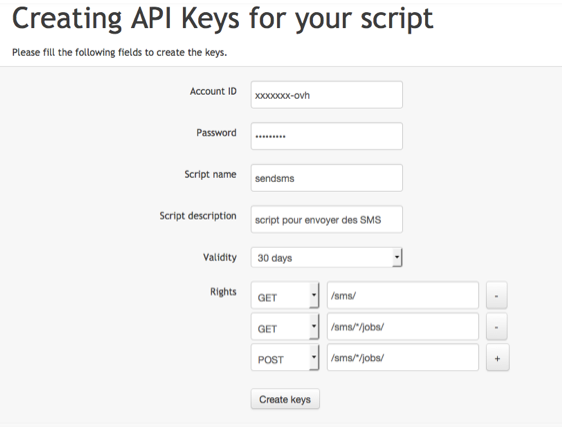 Creating API Keys for your script
Please fill the following fields to create the keys.
Account ID xxxxxxx-ovh
Password •••••••••
Script name sendsms
Script description script pour envoyer des SMS
Validity 30 days
Rights GET /sms/ -
GET /sms/*/jobs/ -
POST /sms/*/jobs/ +
Create keys